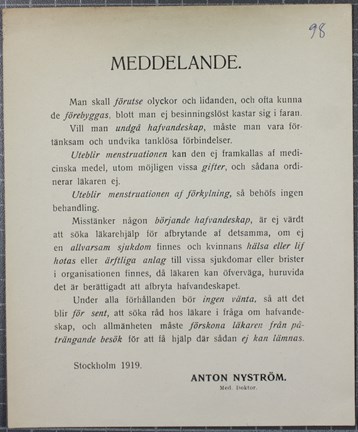 98
MEDDELANDE.
Man skall förutse olyckor och lidanden, och ofta kunna
de förebyggas, blott man ej besinningslöst kastar sig i faran.
Vill man undgå hafvandeskap, måste man vara för-
tänksam och undvika tanklösa förbindelser.
Uteblir menstruationen kan den ej framkallas af medi-
cinska medel, utom möjligen vissa gifter, och sådana ordi-
nerar läkaren ej.
Uteblir menstruationen af förkylning, så behöfs ingen
behandling.
Misstänker någon börjande hafvandeskap, är ej värdt
att söka läkarehjälp för afbrytande af detsamma, om ej
en allvarsam sjukdom finnes och kvinnans hälsa eller lif
hotas eller ärftliga anlag till vissa sjukdomar eller brister
i organisationen finnes, då läkaren kan öfverväga, huruvida
det är berättigadt att afbryta hafvandeskapet.
Under alla förhållanden bör ingen vänta, så att det
blir för sent, att söka råd hos läkare i fråga om hafvande-
skap, och allmänheten måste förskona läkaren från på-
trängande besök för att få hjälp där sådan ej kan lämnas.
Stockholm 1919.
ANTON NYSTRÖM.
Med. Doktor.